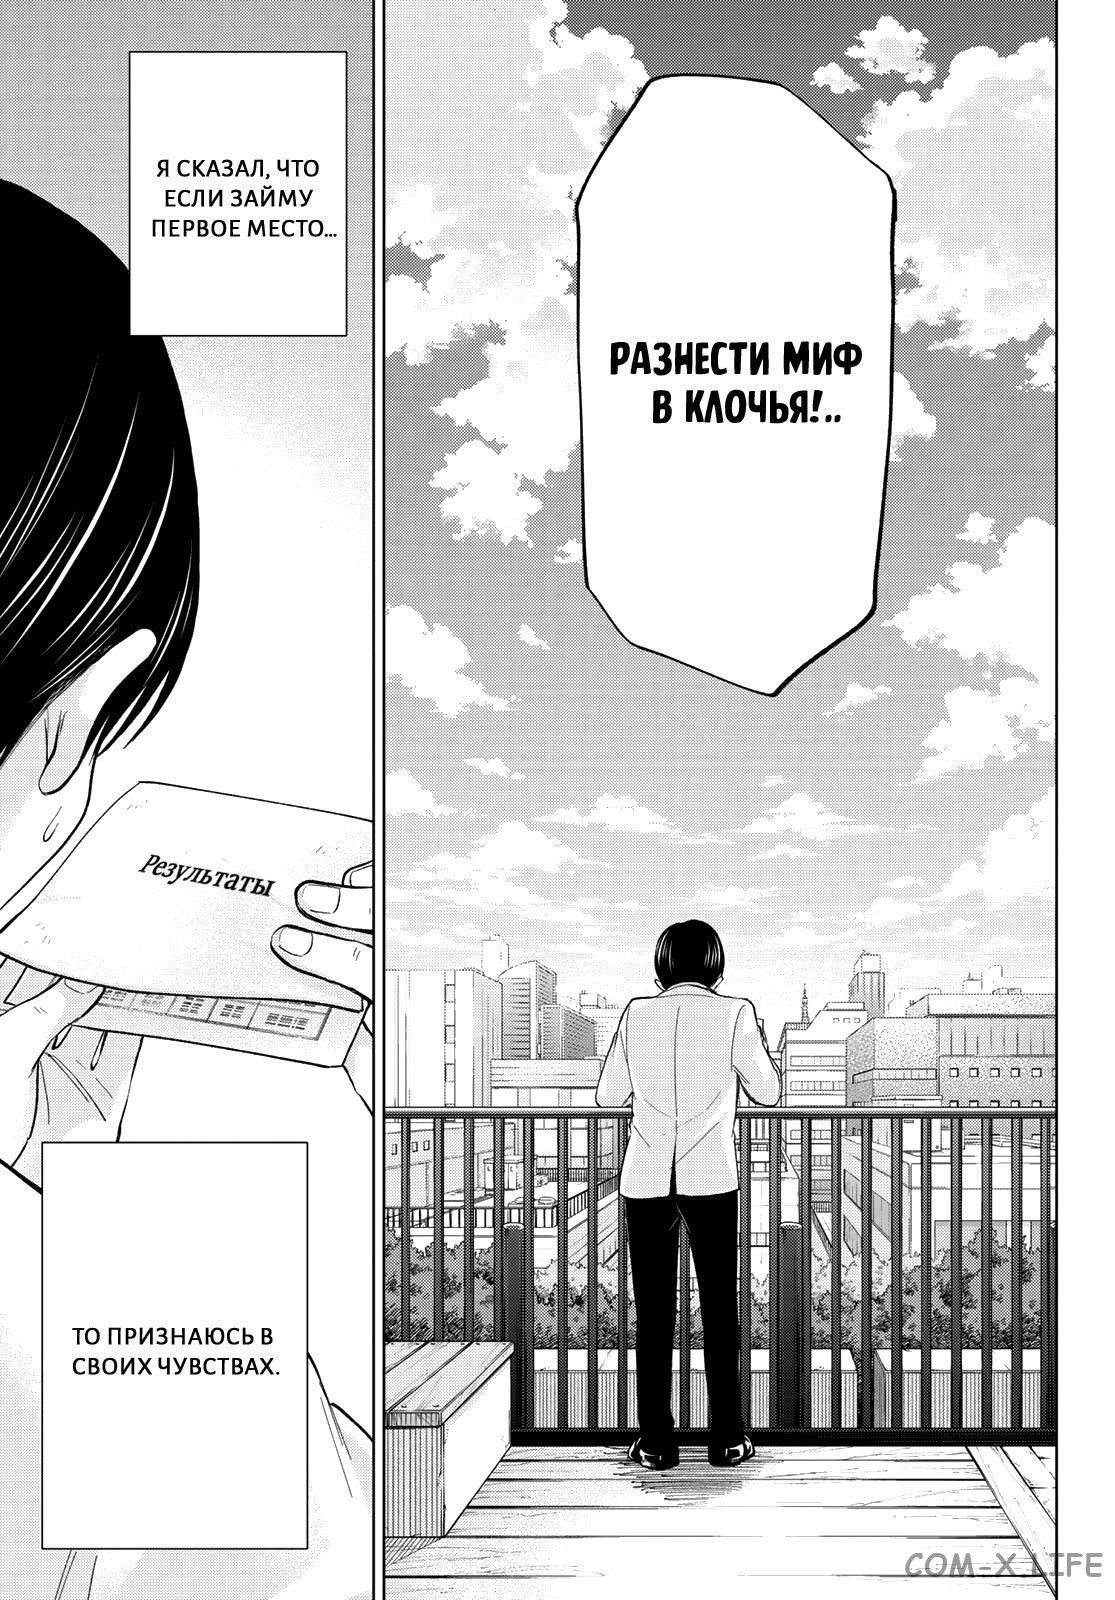 РАЗНЕСТИ МИФ
В КЛОЧЬЯ!..
Я СКАЗАЛ, ЧТО
ЕСЛИ ЗАЙМУ
ПЕРВОЕ МЕСТО...
Результаты
ТО ПРИЗНАЮСЬ В
СВОИХ ЧУВСТВАХ.
COM-X.LIFE